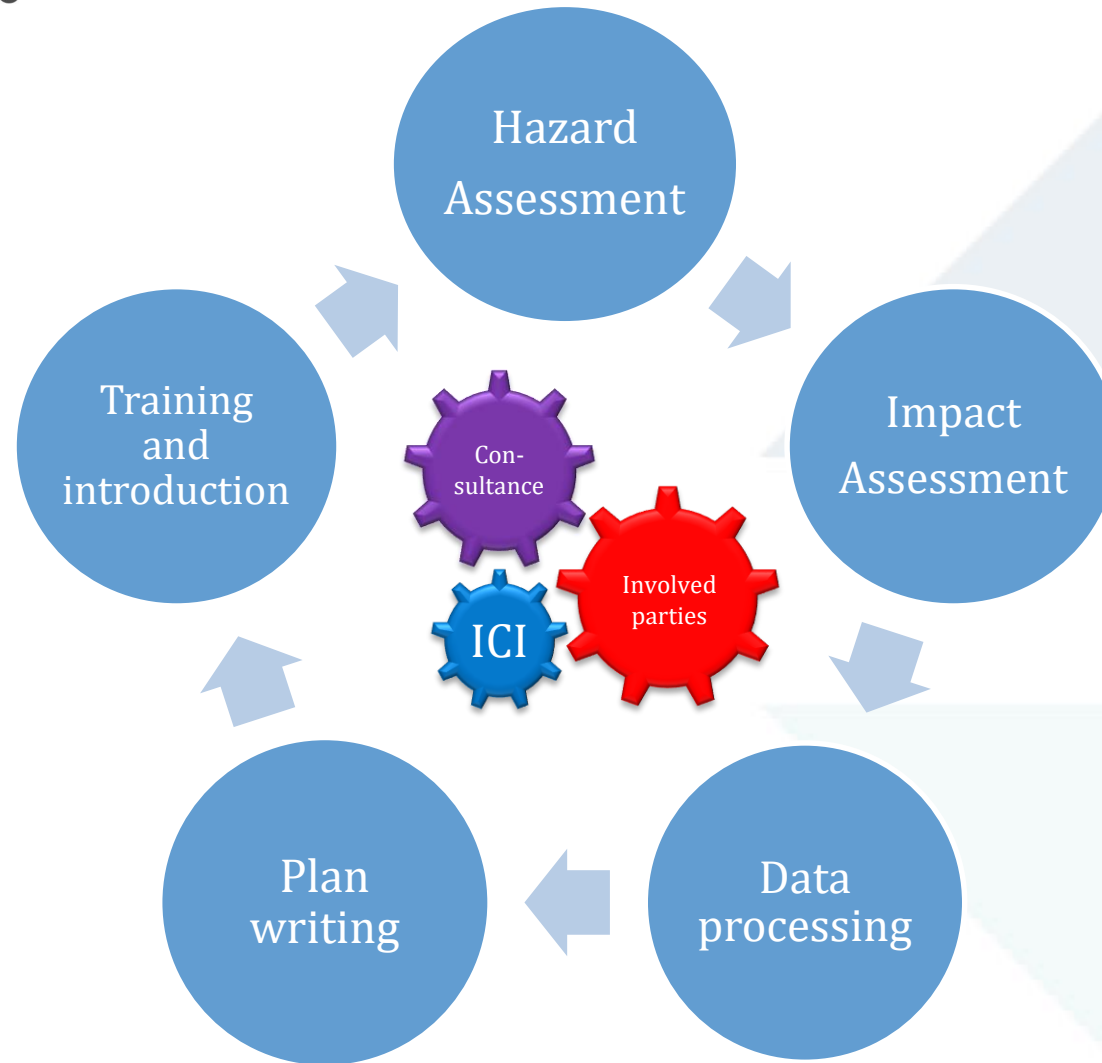 Hazard
Assessment
Impact
Assessment
Data
processing
Plan
writing
Training
and
introduction
Con-
sultance
Involved
parties
ICI